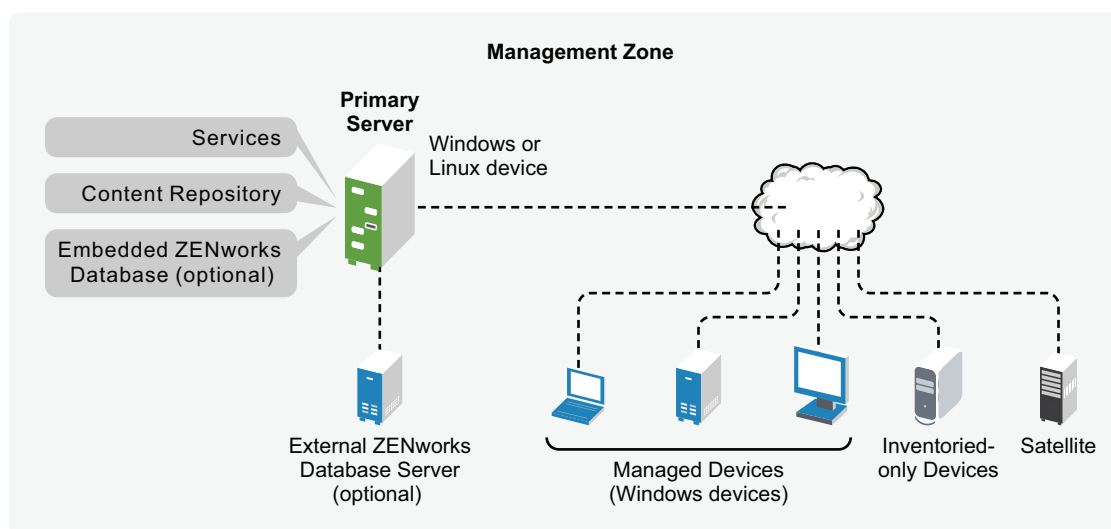 Management Zone
Primary
Server
Windows or
Linux device
Services
Content Repository
Embedded ZENworks
Database (optional)
External ZENworks
Database Server
(optional)
Managed Devices
(Windows devices)
Inventoried-
only Devices
Satellite